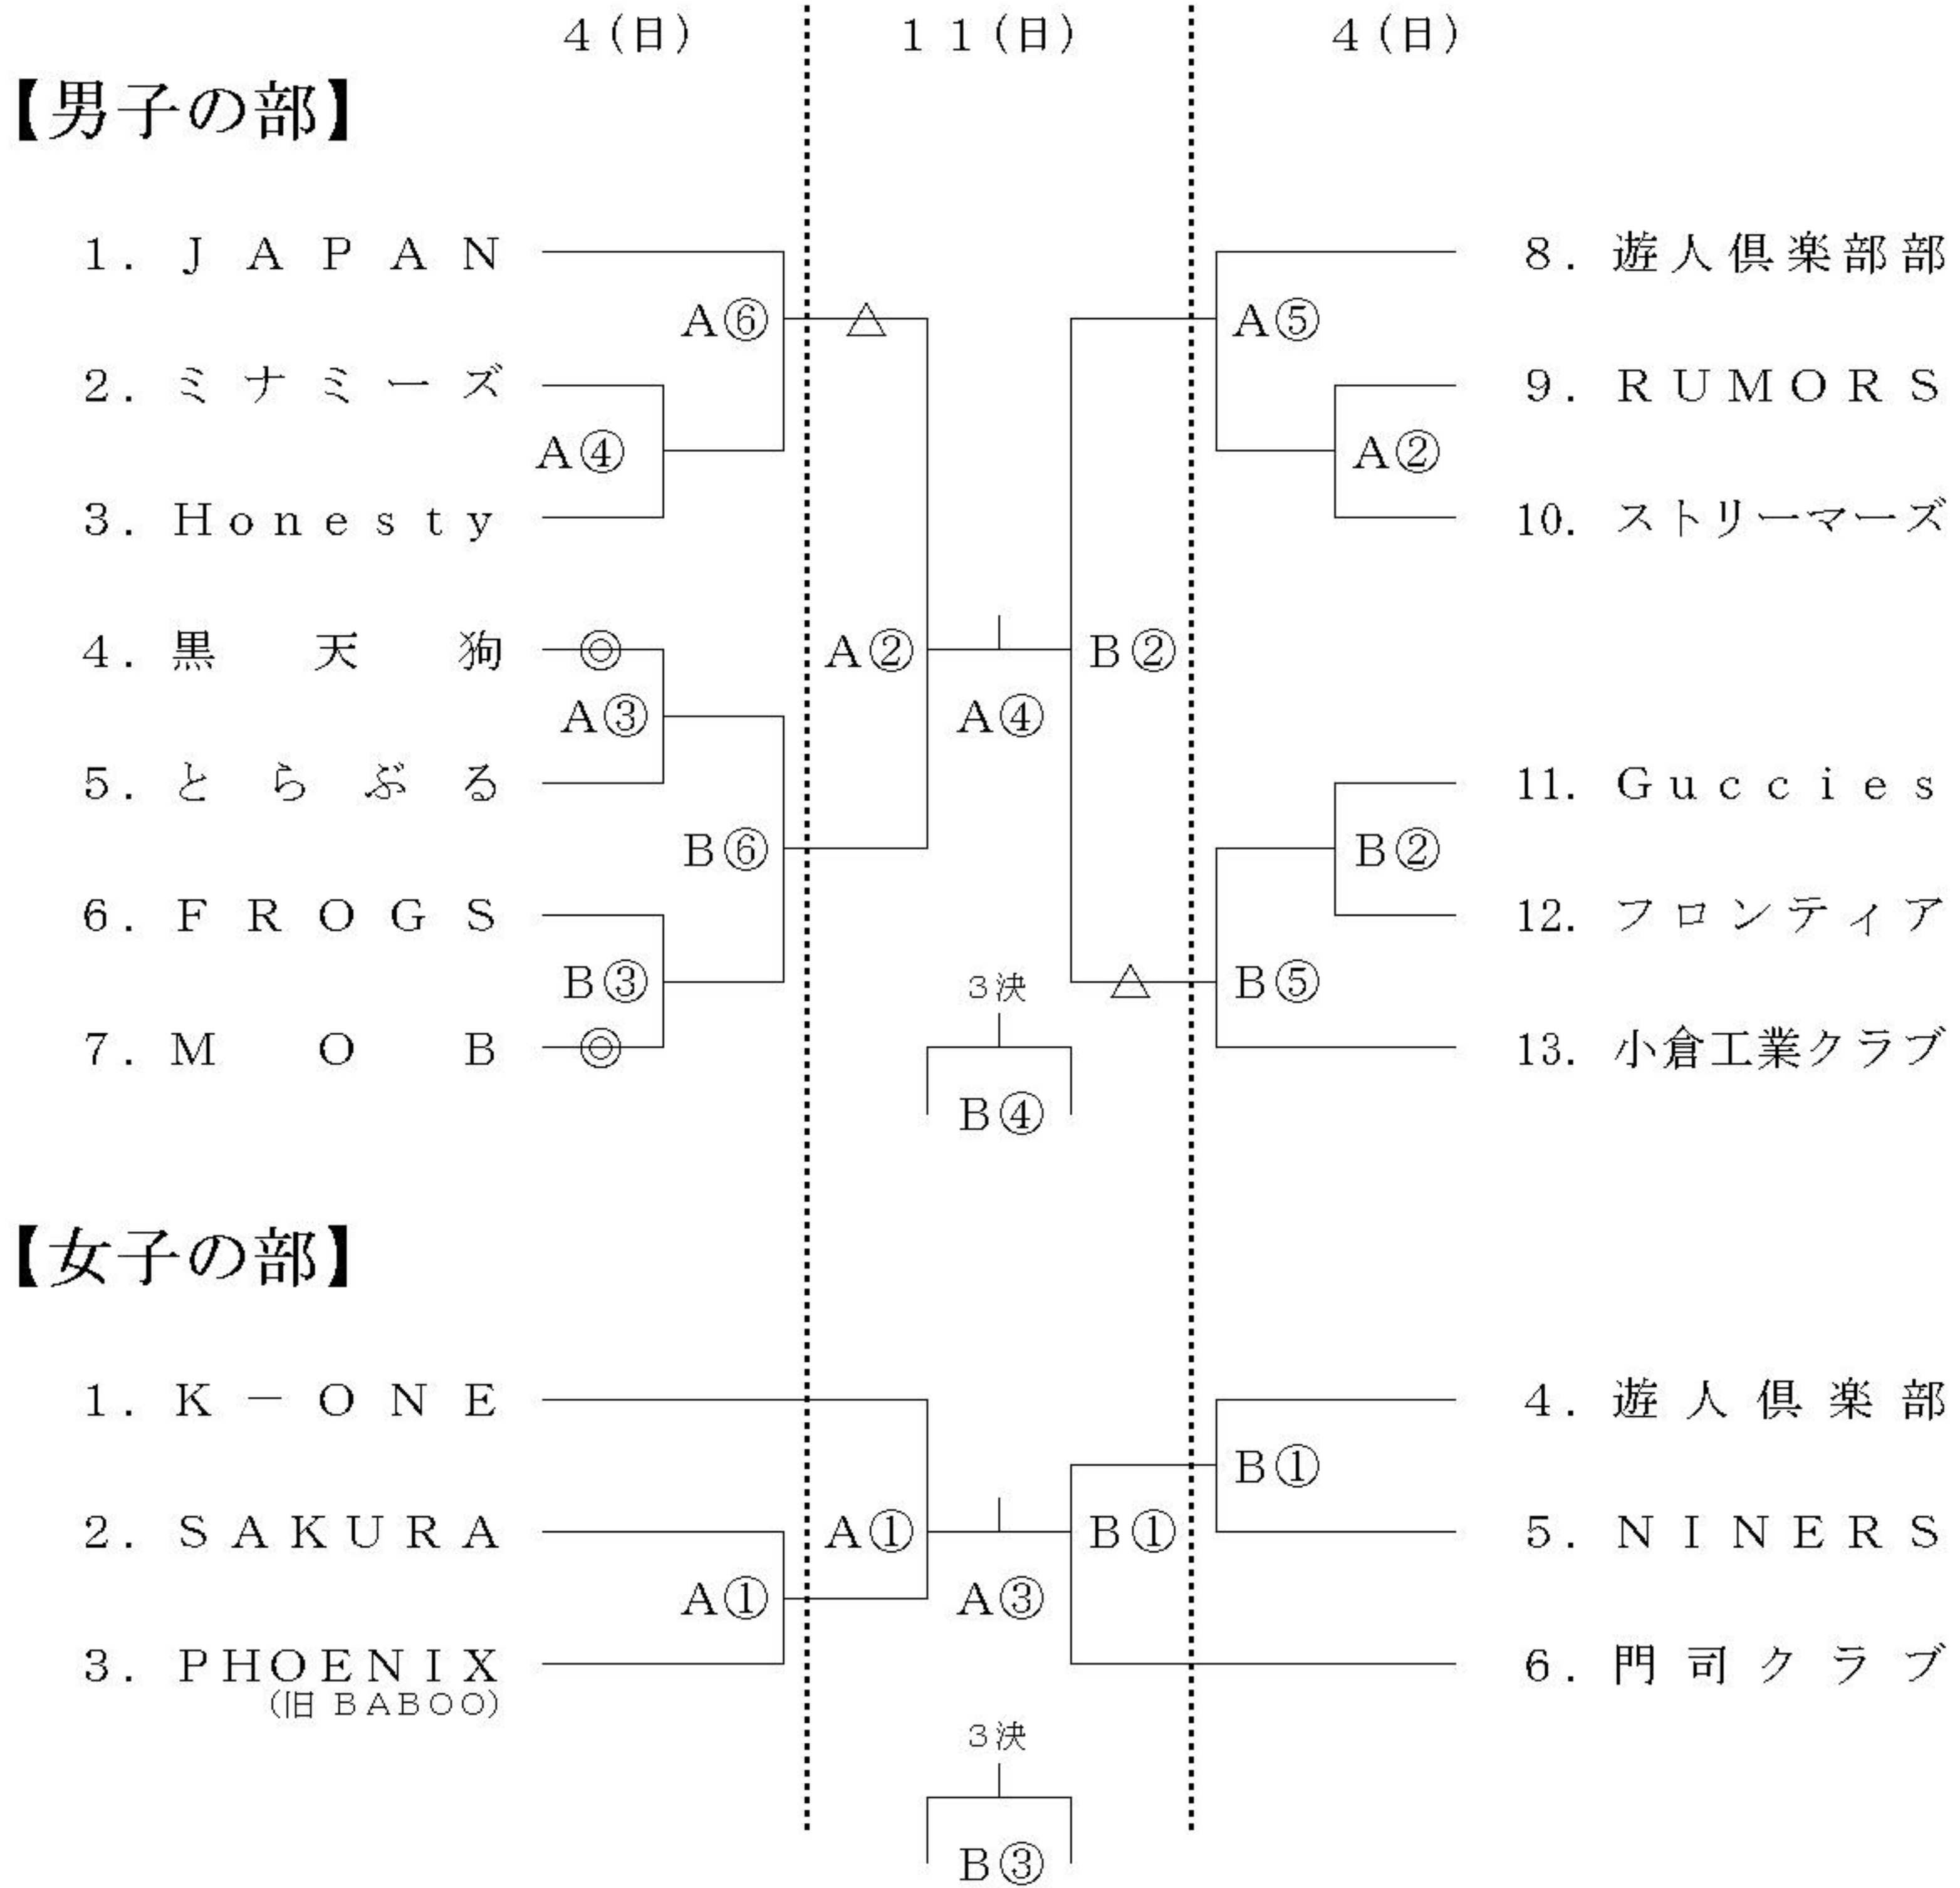 4(日) 11(日) 4(日)
【男子の部】
1. JAPAN 8. 遊人倶楽部部
A⑥ △ A⑤
2. ミナミーズ 9. RUMORS
A④ A②
3. Honesty 10. ストリーマーズ
4. 黒天狗 ◎ A② B②
A③ A④
5. とらぶる 11. Guccies
B⑥ B②
6. FROGS 12. フロンティア
B③ 3決 △ B⑤
7. MOB ◎ 13. 小倉工業クラブ
B④
【女子の部】
1. K－ONE 4. 遊人倶楽部
B①
2. SAKURA A① B① 5. NINERS
A① A③
3. PHOENIX 6. 門司クラブ
(旧 BABOO)
3決
B③